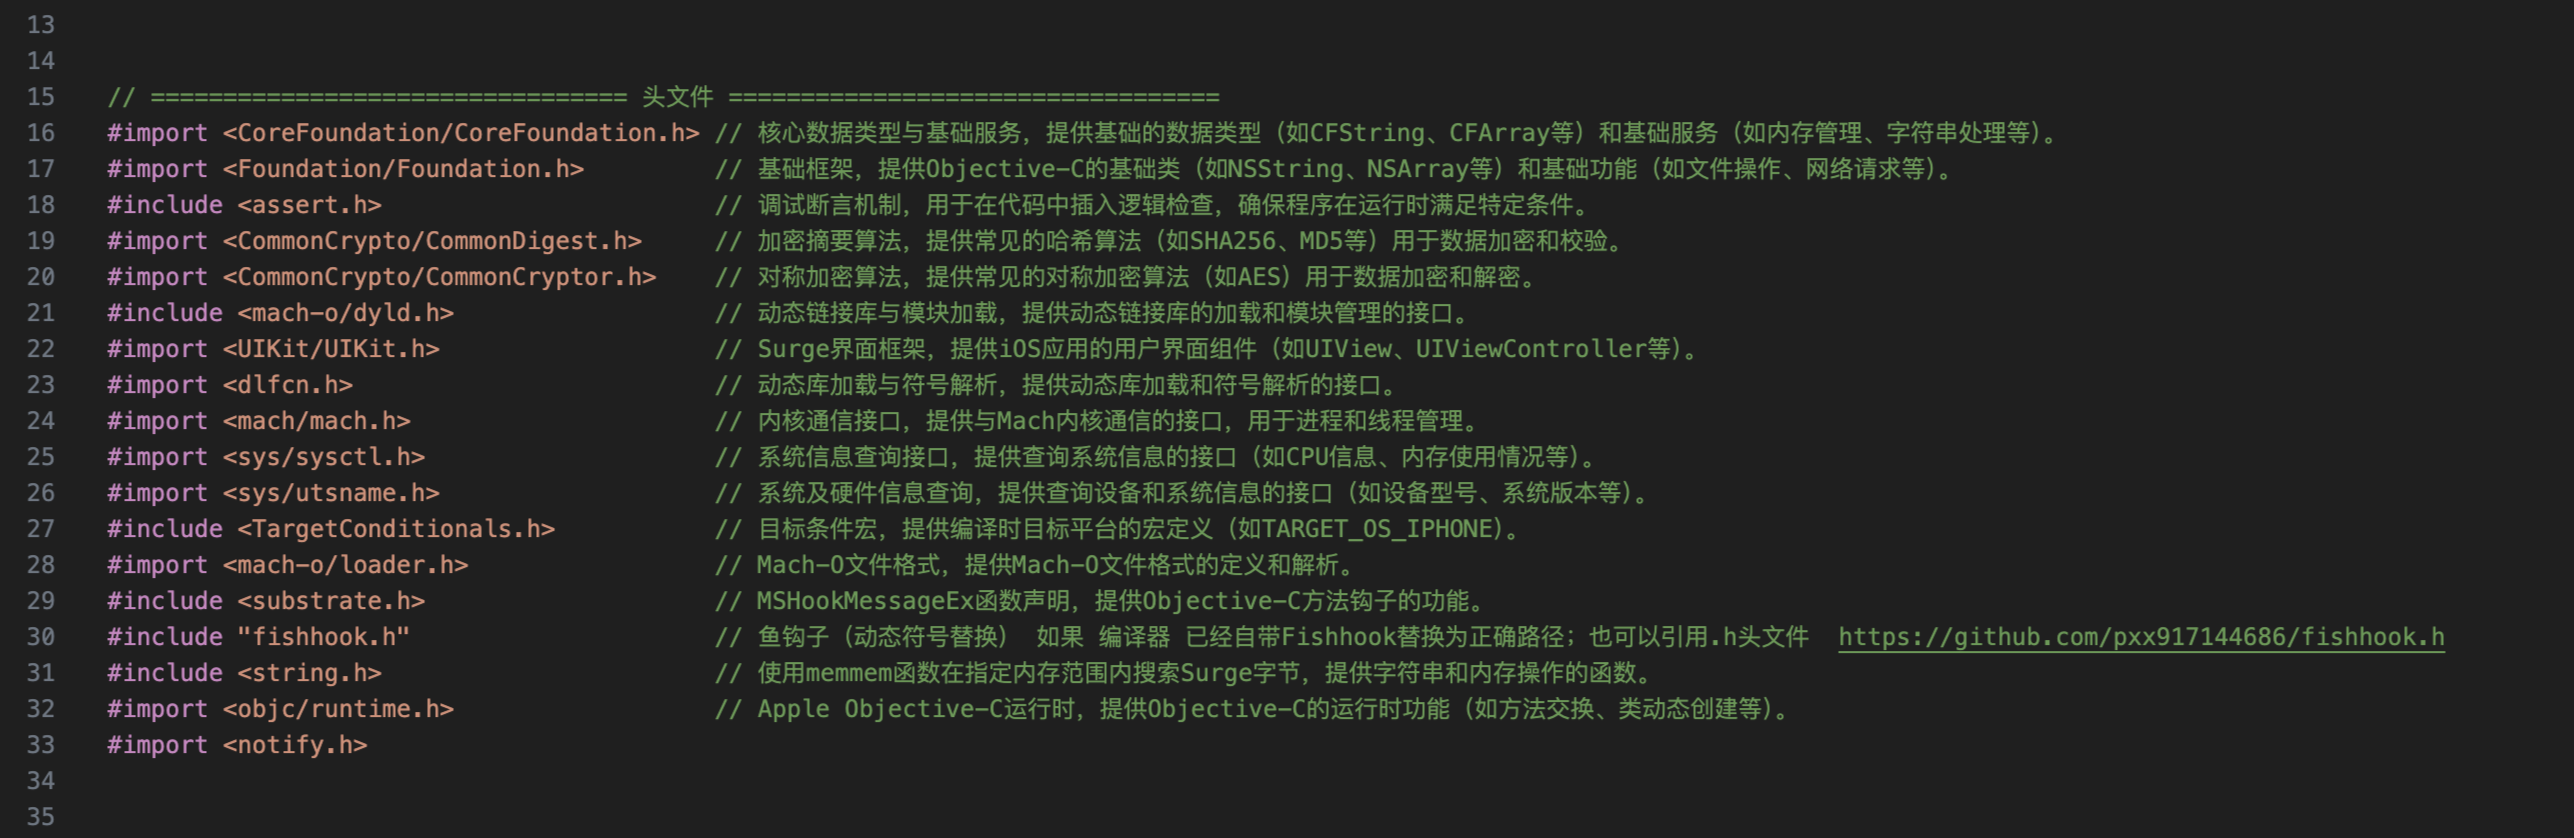 13
14
15 // ================================= 头文件 ==================================
16 #import <CoreFoundation/CoreFoundation.h> // 核心数据类型与基础服务，提供基础的数据类型（如CFString、CFArray等）和基础服务（如内存管理、字符串处理等）。
17 #import <Foundation/Foundation.h> // 基础框架，提供Objective-C的基础类（如NSString、NSArray等）和基础功能（如文件操作、网络请求等）。
18 #include <assert.h> // 调试断言机制，用于在代码中插入逻辑检查，确保程序在运行时满足特定条件。
19 #import <CommonCrypto/CommonDigest.h> // 加密摘要算法，提供常见的哈希算法（如SHA256、MD5等）用于数据加密和校验。
20 #import <CommonCrypto/CommonCryptor.h> // 对称加密算法，提供常见的对称加密算法（如AES）用于数据加密和解密。
21 #include <mach-o/dyld.h> // 动态链接库与模块加载，提供动态链接库的加载和模块管理的接口。
22 #import <UIKit/UIKit.h> // Surge界面框架，提供iOS应用的用户界面组件（如UIView、UIViewController等）。
23 #import <dlfcn.h> // 动态库加载与符号解析，提供动态库加载和符号解析的接口。
24 #import <mach/mach.h> // 内核通信接口，提供与Mach内核通信的接口，用于进程和线程管理。
25 #import <sys/sysctl.h> // 系统信息查询接口，提供查询系统信息的接口（如CPU信息、内存使用情况等）。
26 #import <sys/utsname.h> // 系统及硬件信息查询，提供查询设备和系统信息的接口（如设备型号、系统版本等）。
27 #include <TargetConditionals.h> // 目标条件宏，提供编译时目标平台的宏定义（如TARGET_OS_IPHONE）。
28 #import <mach-o/loader.h> // Mach-O文件格式，提供Mach-O文件格式的定义和解析。
29 #include <substrate.h> // MSHookMessageEx函数声明，提供Objective-C方法钩子的功能。
30 #include "fishhook.h" // 鱼钩子（动态符号替换） 如果 编译器 已经自带Fishhook替换为正确路径；也可以引用.h头文件 https://github.com/pxx917144686/fishhook.h
31 #include <string.h> // 使用memmem函数在指定内存范围内搜索Surge字节，提供字符串和内存操作的函数。
32 #import <objc/runtime.h> // Apple Objective-C运行时，提供Objective-C的运行时功能（如方法交换、类动态创建等）。
33 #import <notify.h>
34
35